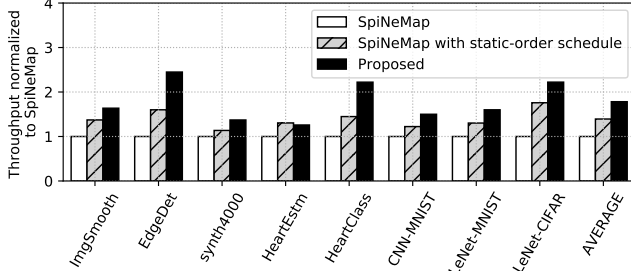 Throughput normalized
to SpiNeMap
4
3
2
1
0
SpiNeMap
SpiNeMap with static-order schedule
Proposed
ImgSmooth
EdgeDet
synth4000
HeartEstm
HeartClass
CNN-MNIST
LeNet-MNIST
LeNet-CIFAR
AVERAGE